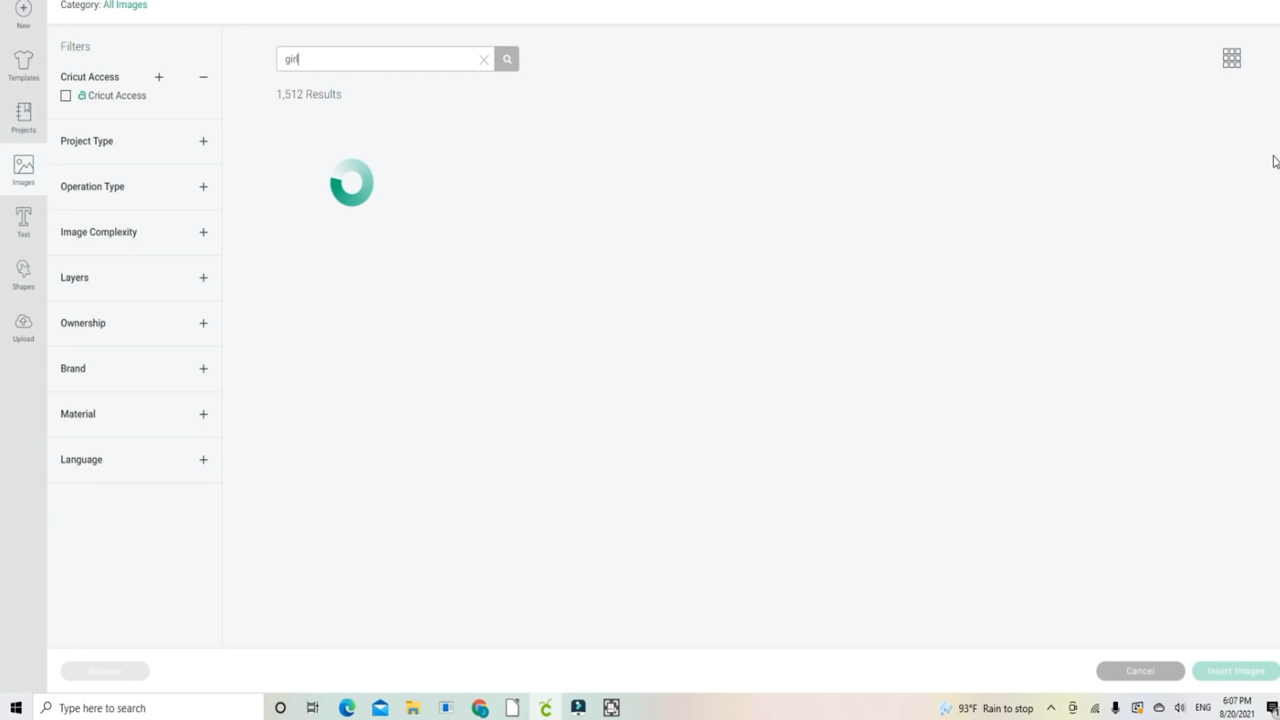 Category: All Images
New
Templates
Projects
Images
Text
Shapes
Upload
Filters
Cricut Access
Cricut Access
Project Type
Operation Type
Image Complexity
Layers
Ownership
Brand
Material
Language
girl
1,512 Results
Cancel
Insert Images
Type here to search
93°F Rain to stop
ENG
6:07 PM
8/20/2021